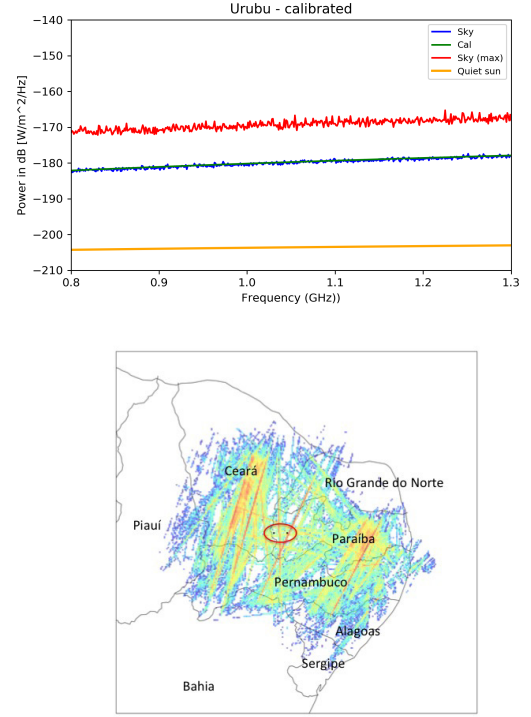 Urubu - calibrated
−140
−150
−160
−170
−180
−190
−200
−210
Power in dB [W/m^2/Hz]
Sky
Cal
Sky (max)
Quiet sun
0.8 0.9 1.0 1.1 1.2 1.3
Frequency (GHz))
Ceará
Rio Grande do Norte
Piauí
Paraíba
Pernambuco
Alagoas
Sergipe
Bahia